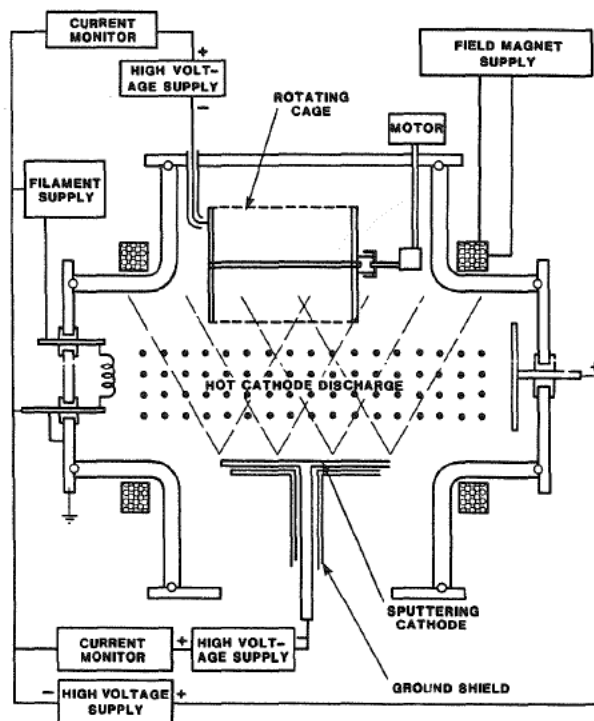 CURRENT
MONITOR
+
HIGH VOLT-
AGE SUPPLY
−
FIELD MAGNET
SUPPLY
ROTATING
CAGE
MOTOR
FILAMENT
SUPPLY
HOT CATHODE DISCHARGE
+
SPUTTERING
CATHODE
CURRENT
MONITOR
+
HIGH VOLT-
AGE SUPPLY
−
GROUND SHIELD
−
HIGH VOLTAGE
SUPPLY
+